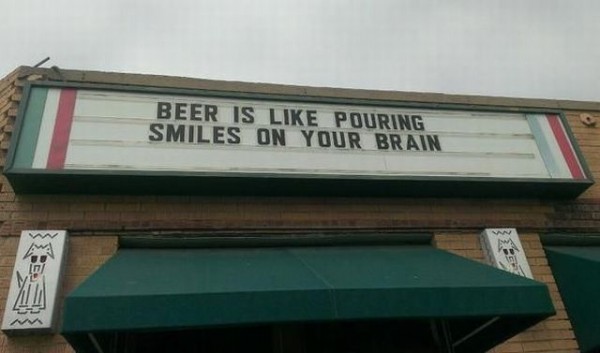 BEER IS LIKE POURING
SMILES ON YOUR BRAIN